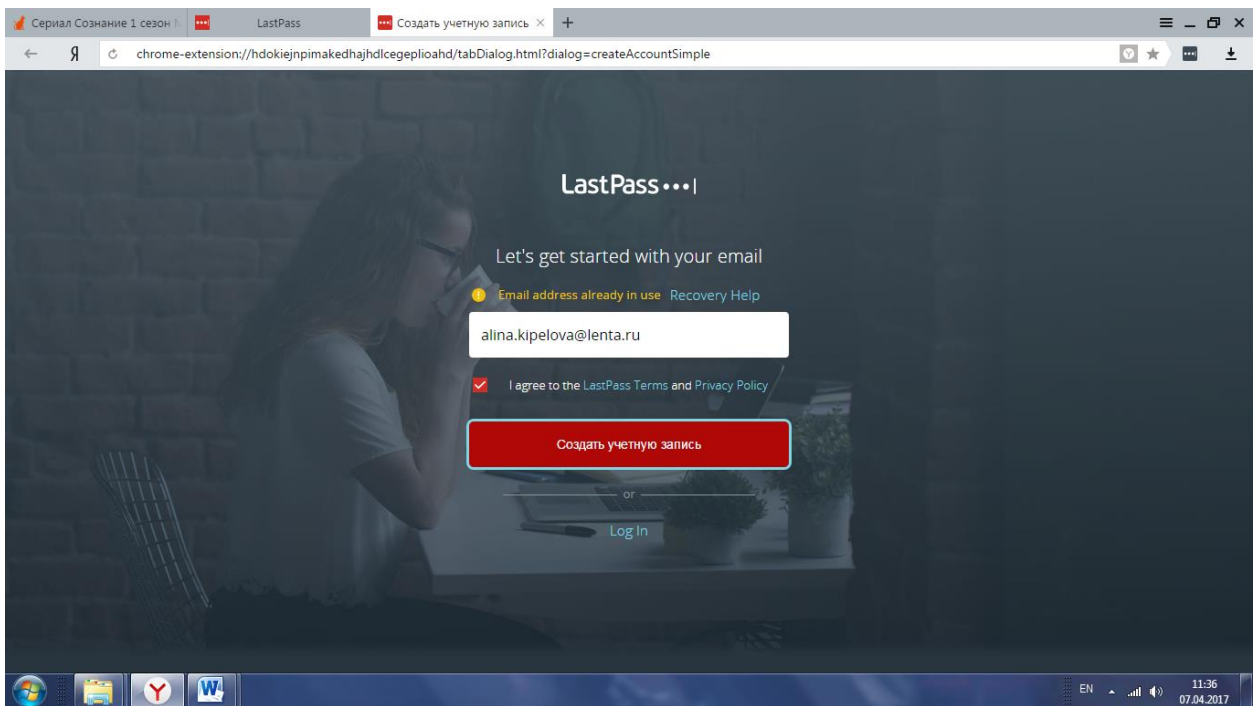 Сериал Сознание 1 сезон
LastPass
Создать учетную запись
chrome-extension://hdokiejnpimakedhajhdlcegeplioahd/tabDialog.html?dialog=createAccountSimple
LastPass
Let's get started with your email
Email address already in use Recovery Help
alina.kipelova@lenta.ru
I agree to the LastPass Terms and Privacy Policy
Создать учетную запись
or
Log In
EN
11:36
07.04.2017